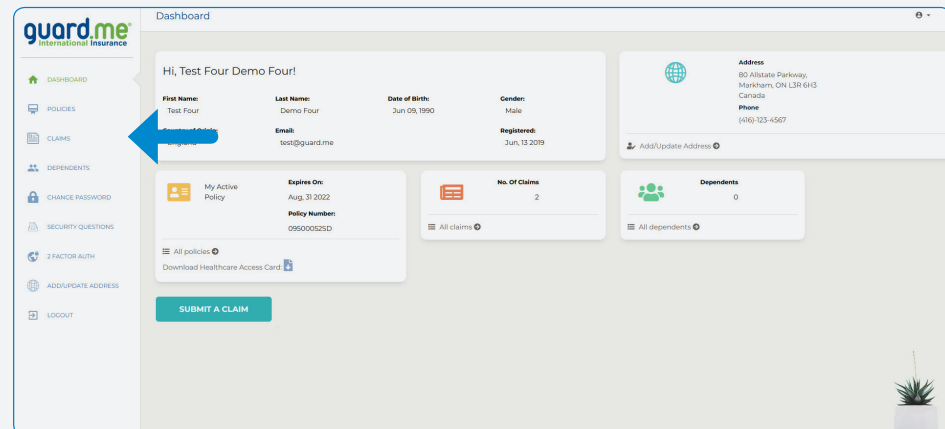 guard.me®
International Insurance
DASHBOARD
POLICIES
CLAIMS
DEPENDENTS
CHANGE PASSWORD
SECURITY QUESTIONS
2 FACTOR AUTH
ADD/UPDATE ADDRESS
LOGOUT
Dashboard
Hi, Test Four Demo Four!
First Name:
Test Four
Last Name:
Demo Four
Date of Birth:
Jun 09, 1990
Gender:
Male
Email:
test@guard.me
Registered:
Jun, 13 2019
Address
80 Allstate Parkway,
Markham, ON L3R 6H3
Canada
Phone
(416)-123-4567
Add/Update Address
My Active
Policy
Expires On:
Aug, 31 2022
Policy Number:
09500052SD
All policies
Download Healthcare Access Card:
No. Of Claims
2
All claims
Dependents
0
All dependents
SUBMIT A CLAIM